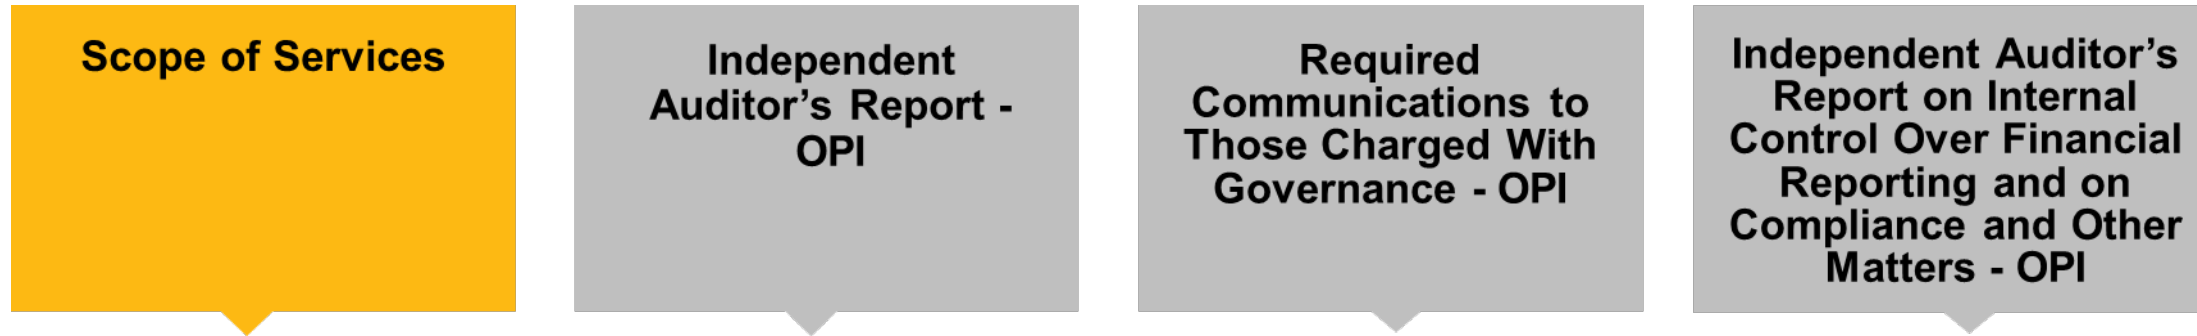 Scope of Services
Independent
Auditor’s Report -
OPI
Required
Communications to
Those Charged With
Governance - OPI
Independent Auditor’s
Report on Internal
Control Over Financial
Reporting and on
Compliance and Other
Matters - OPI